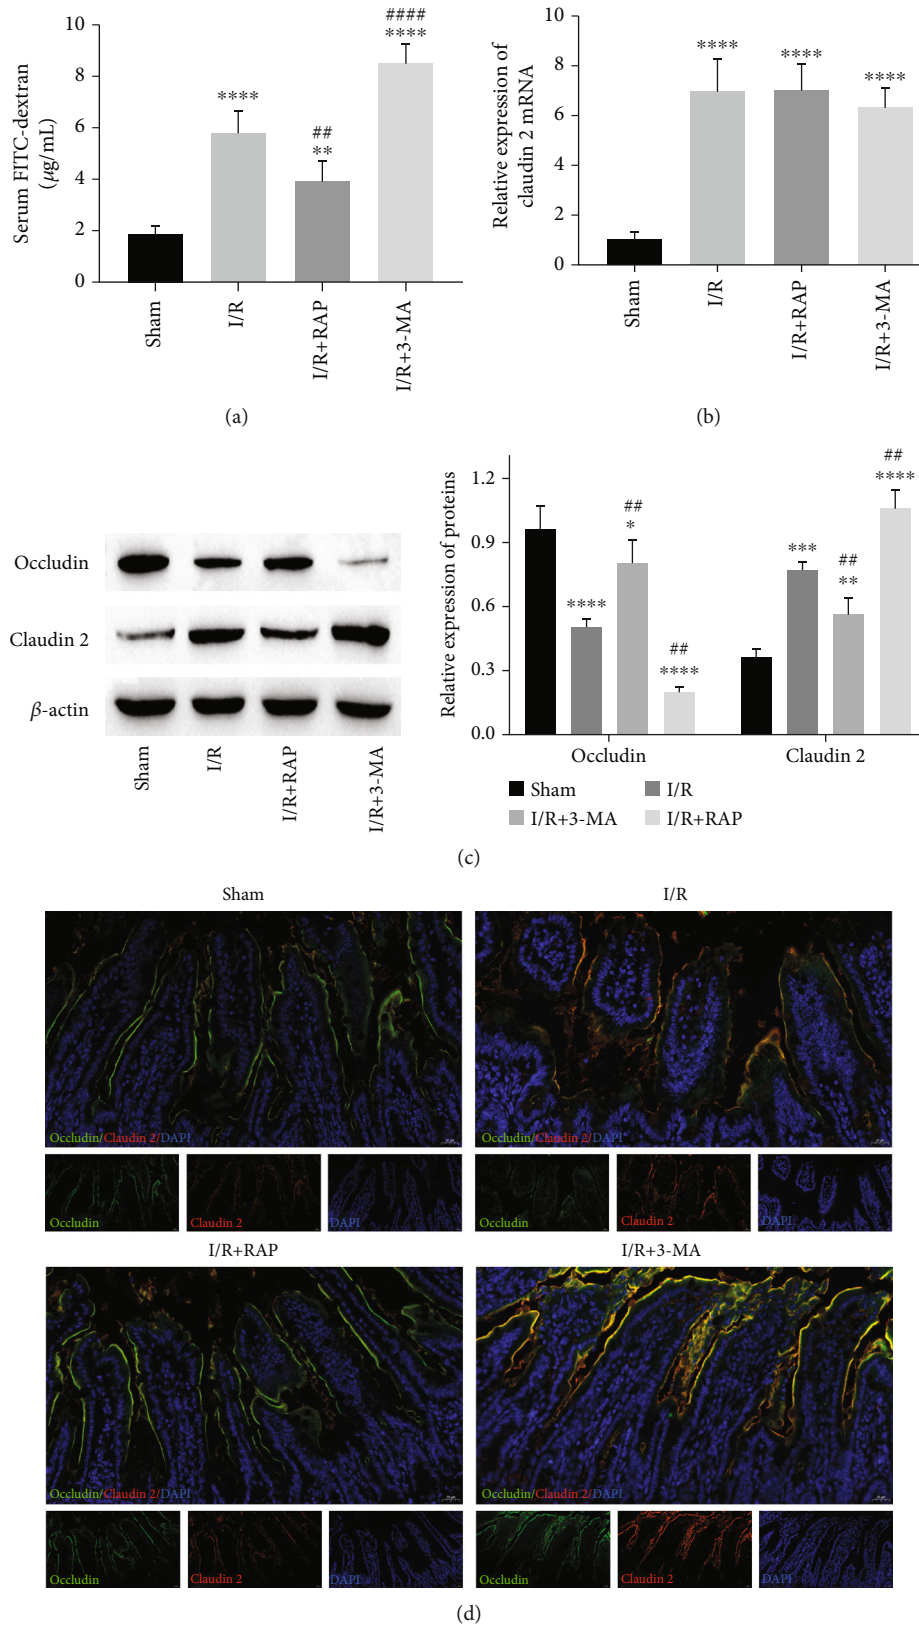 10
8
6
4
2
0
Serum FITC-dextran
(μg/mL)
****
##
**
####
****
Sham
I/R
I/R+RAP
I/R+3-MA
(a)
10
8
6
4
2
0
Relative expression of
claudin 2 mRNA
****
****
****
Sham
I/R
I/R+RAP
I/R+3-MA
(b)
Occludin
Claudin 2
β-actin
Sham
I/R
I/R+RAP
I/R+3-MA
1.2
0.9
0.6
0.3
0.0
Relative expression of proteins
****
##
*
##
****
***
##
**
##
****
Occludin
Claudin 2
Sham
I/R
I/R+3-MA
I/R+RAP
(c)
Sham
I/R
Occludin/Claudin 2/DAPI
Occludin/Claudin 2/DAPI
Occludin
Claudin 2
DAPI
Occludin
Claudin 2
DAPI
I/R+RAP
I/R+3-MA
Occludin/Claudin 2/DAPI
Occludin/Claudin 2/DAPI
Occludin
Claudin 2
DAPI
Occludin
Claudin 2
DAPI
(d)